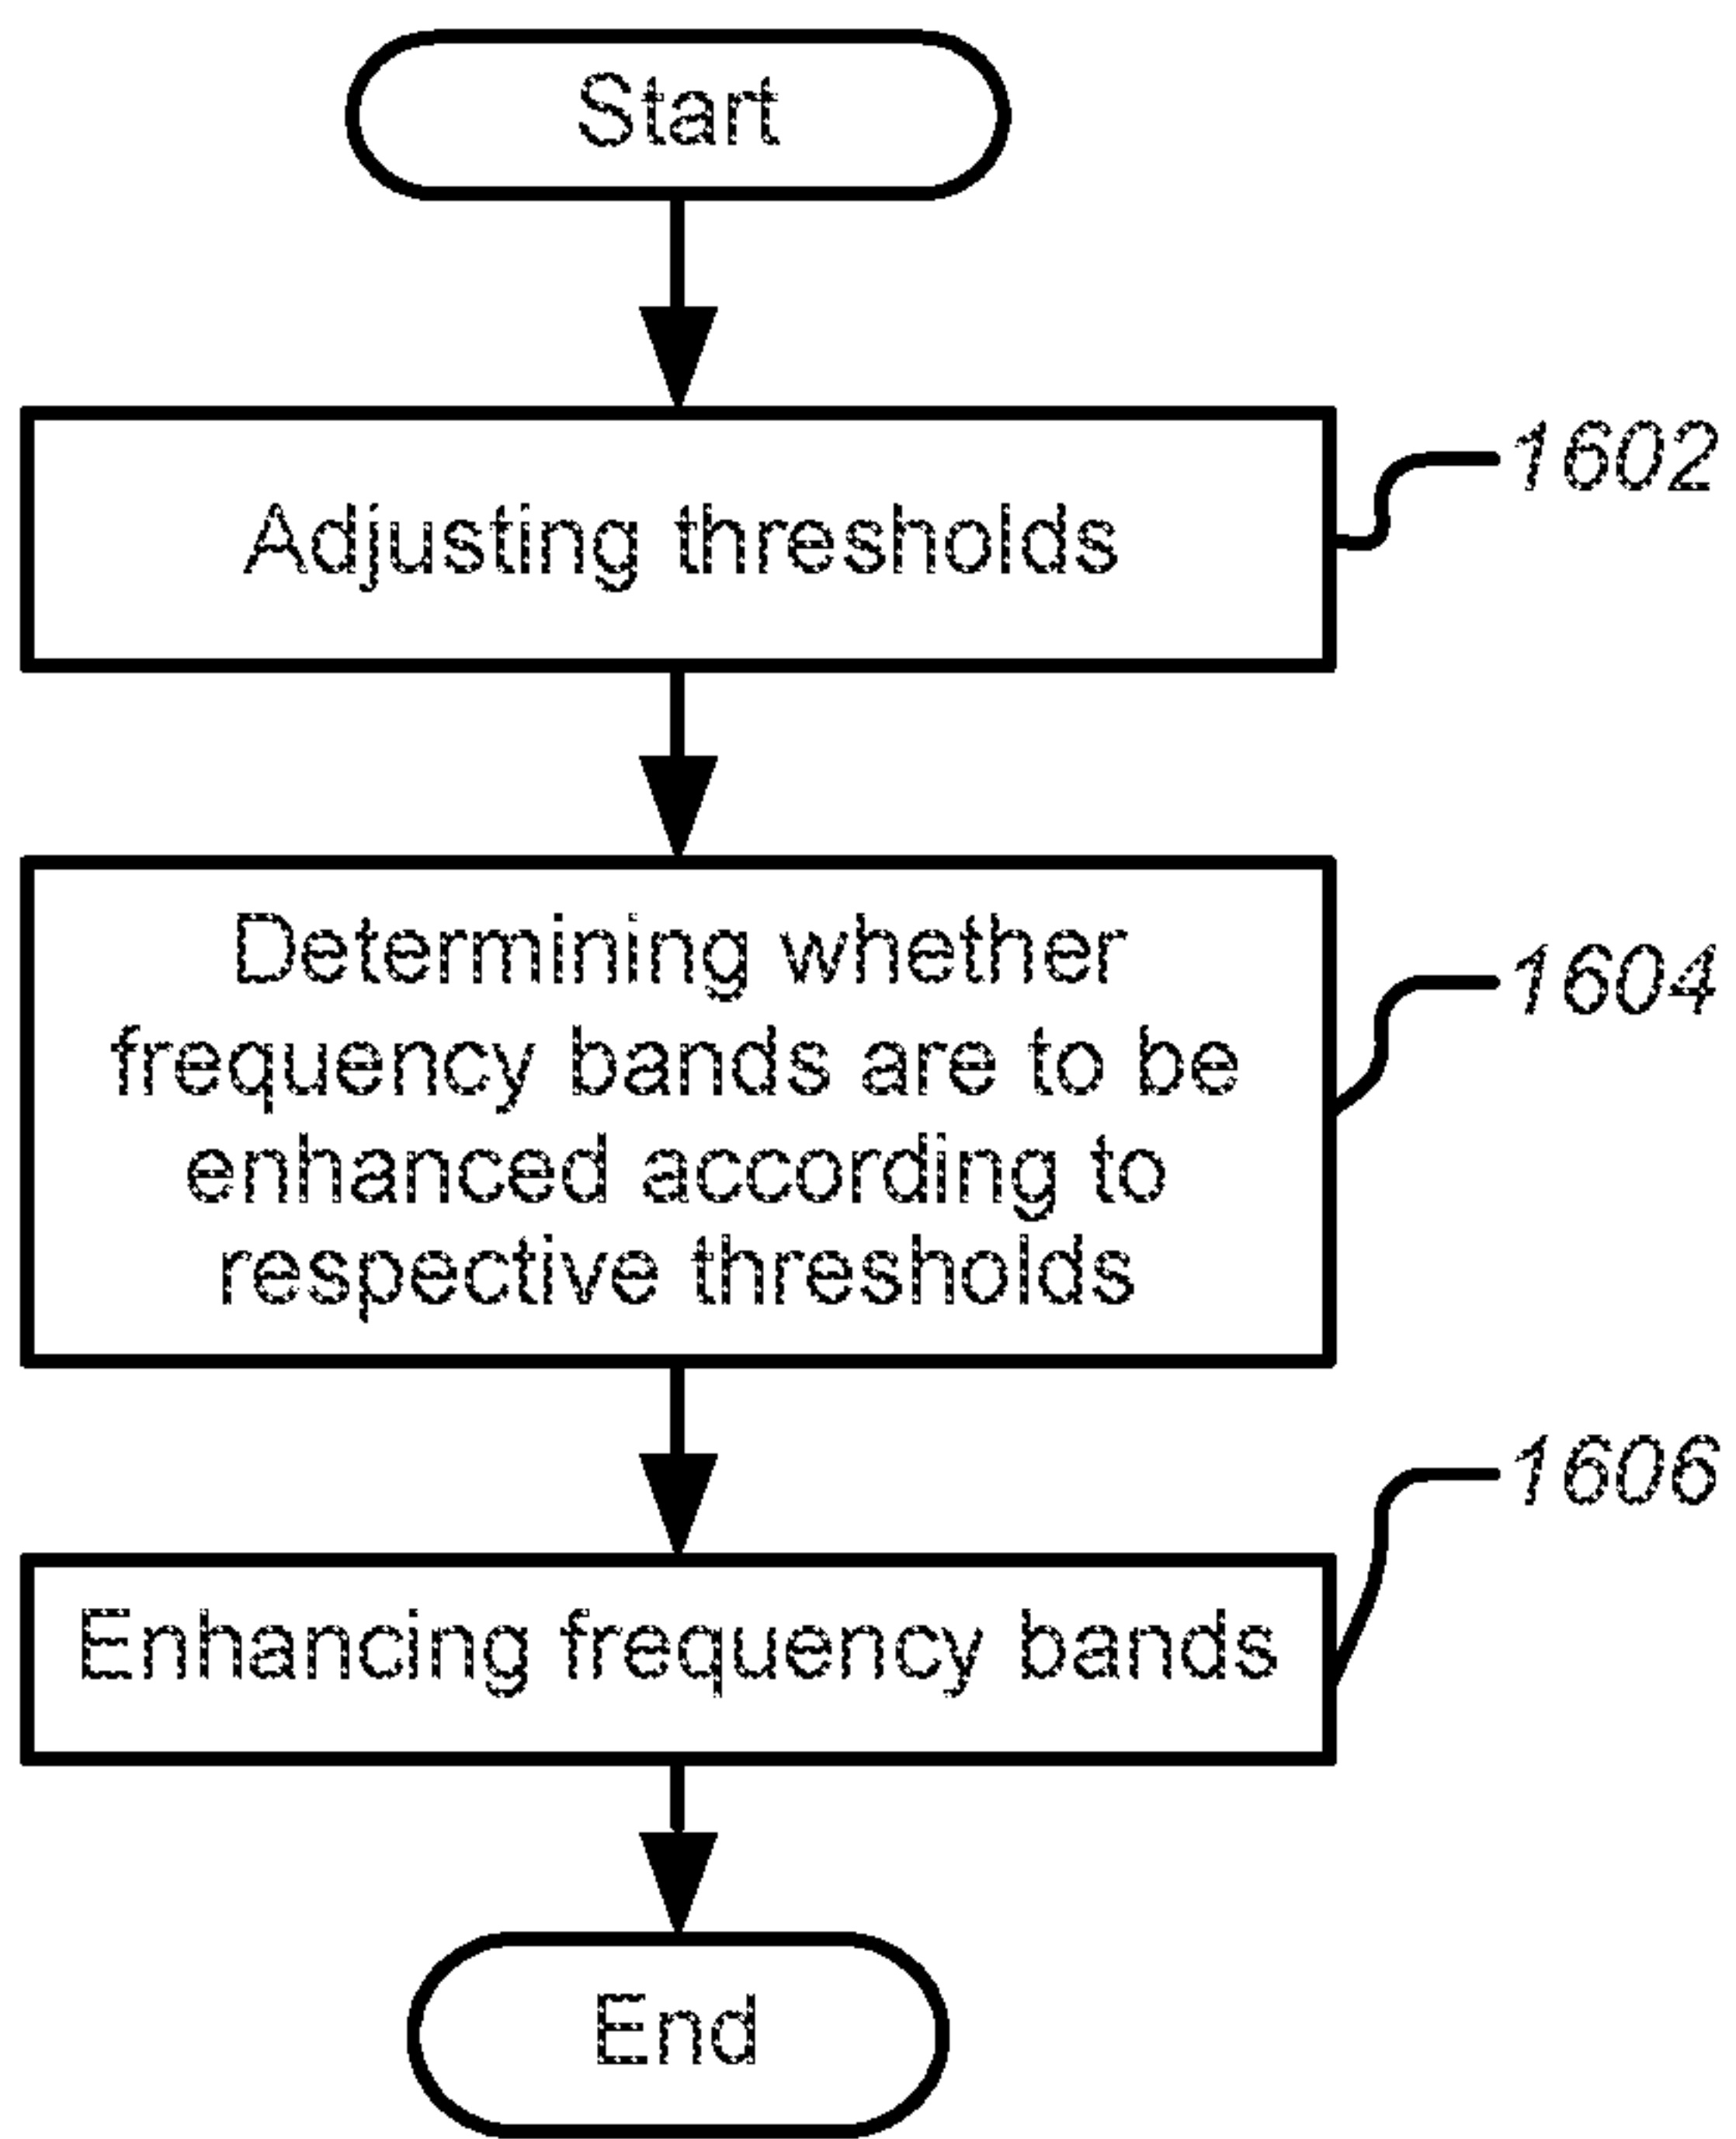 Start
Adjusting thresholds
1602
Determining whether
frequency bands are to be
enhanced according to
respective thresholds
1604
Enhancing frequency bands
1606
End